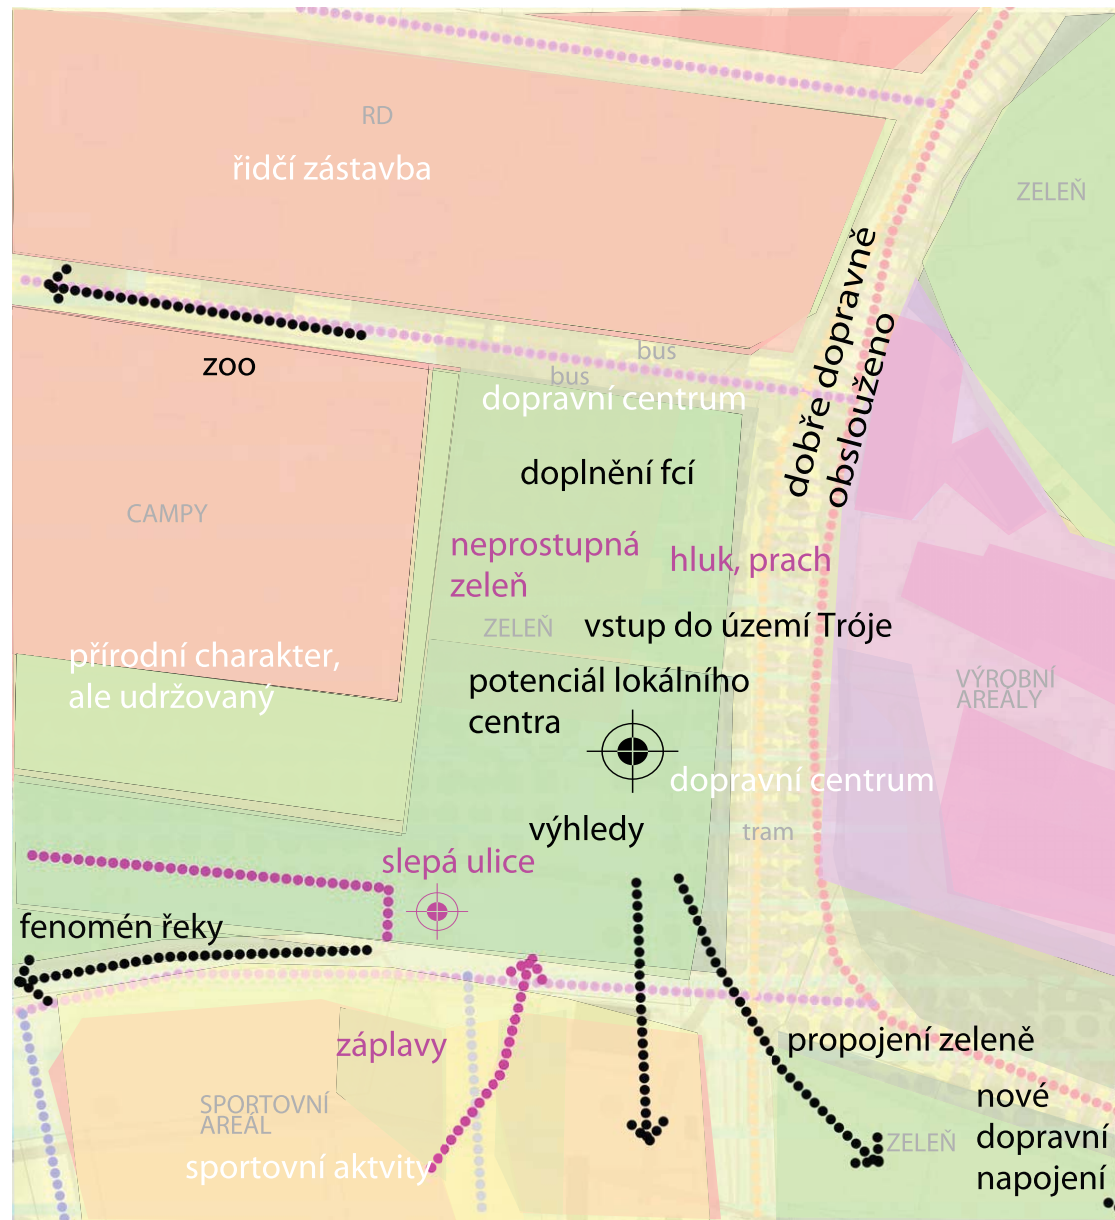 RD
řidčí zástavba
ZELEŇ
dobře dopravně
obslouženo
zoo
bus
bus
dopravní centrum
doplnění fcí
CAMPY
neprostupná
zeleň
hluk, prach
ZELEŇ
vstup do území Tróje
přírodní charakter,
ale udržovaný
potenciál lokálního
centra
VÝROBNÍ
AREÁLY
dopravní centrum
výhledy
tram
slepá ulice
fenomén řeky
záplavy
propojení zeleně
SPORTOVNÍ
AREÁL
sportovní aktvity
ZELEŇ
nové
dopravní
napojení